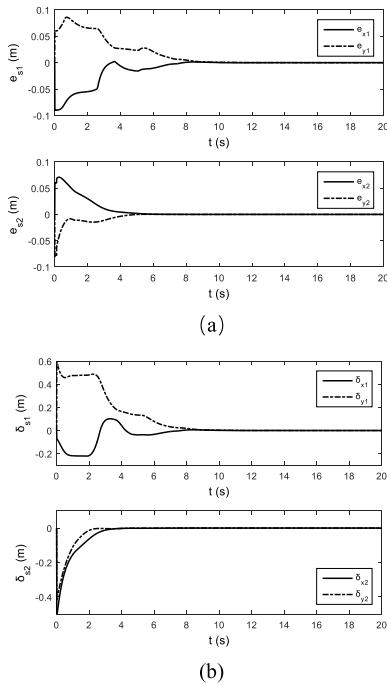 0.1
0.05
0
-0.05
-0.1
e_s1 (m)
e_x1
e_y1
0 2 4 6 8 10 12 14 16 18 20
t (s)
0.1
0.05
0
-0.05
0.1
e_s2 (m)
e_x2
e_y2
0 2 4 6 8 10 12 14 16 18 20
t (s)
(a)
0.6
0.4
0.2
0
-0.2
δ_s1 (m)
δ_x1
δ_y1
0 2 4 6 8 10 12 14 16 18 20
t (s)
0
-0.2
-0.4
δ_s2 (m)
δ_x2
δ_y2
0 2 4 6 8 10 12 14 16 18 20
t (s)
(b)